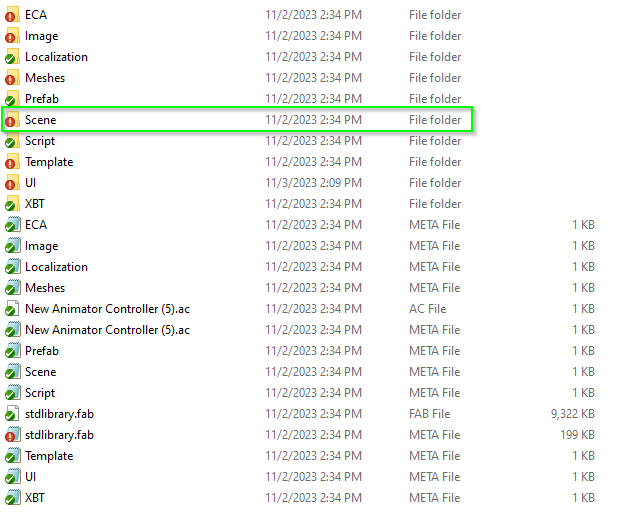 ECA 11/2/2023 2:34 PM File folder
Image 11/2/2023 2:34 PM File folder
Localization 11/2/2023 2:34 PM File folder
Meshes 11/2/2023 2:34 PM File folder
Prefab 11/2/2023 2:34 PM File folder
Scene 11/2/2023 2:34 PM File folder
Script 11/2/2023 2:34 PM File folder
Template 11/2/2023 2:34 PM File folder
UI 11/3/2023 2:09 PM File folder
XBT 11/2/2023 2:34 PM File folder
ECA 11/2/2023 2:34 PM META File 1 KB
Image 11/2/2023 2:34 PM META File 1 KB
Localization 11/2/2023 2:34 PM META File 1 KB
Meshes 11/2/2023 2:34 PM META File 1 KB
New Animator Controller (5).ac 11/2/2023 2:34 PM AC File 1 KB
New Animator Controller (5).ac 11/2/2023 2:34 PM META File 1 KB
Prefab 11/2/2023 2:34 PM META File 1 KB
Scene 11/2/2023 2:34 PM META File 1 KB
Script 11/2/2023 2:34 PM META File 1 KB
stdlibrary.fab 11/2/2023 2:34 PM FAB File 9,322 KB
stdlibrary.fab 11/2/2023 2:34 PM META File 199 KB
Template 11/2/2023 2:34 PM META File 1 KB
UI 11/2/2023 2:34 PM META File 1 KB
XBT 11/2/2023 2:34 PM META File 1 KB